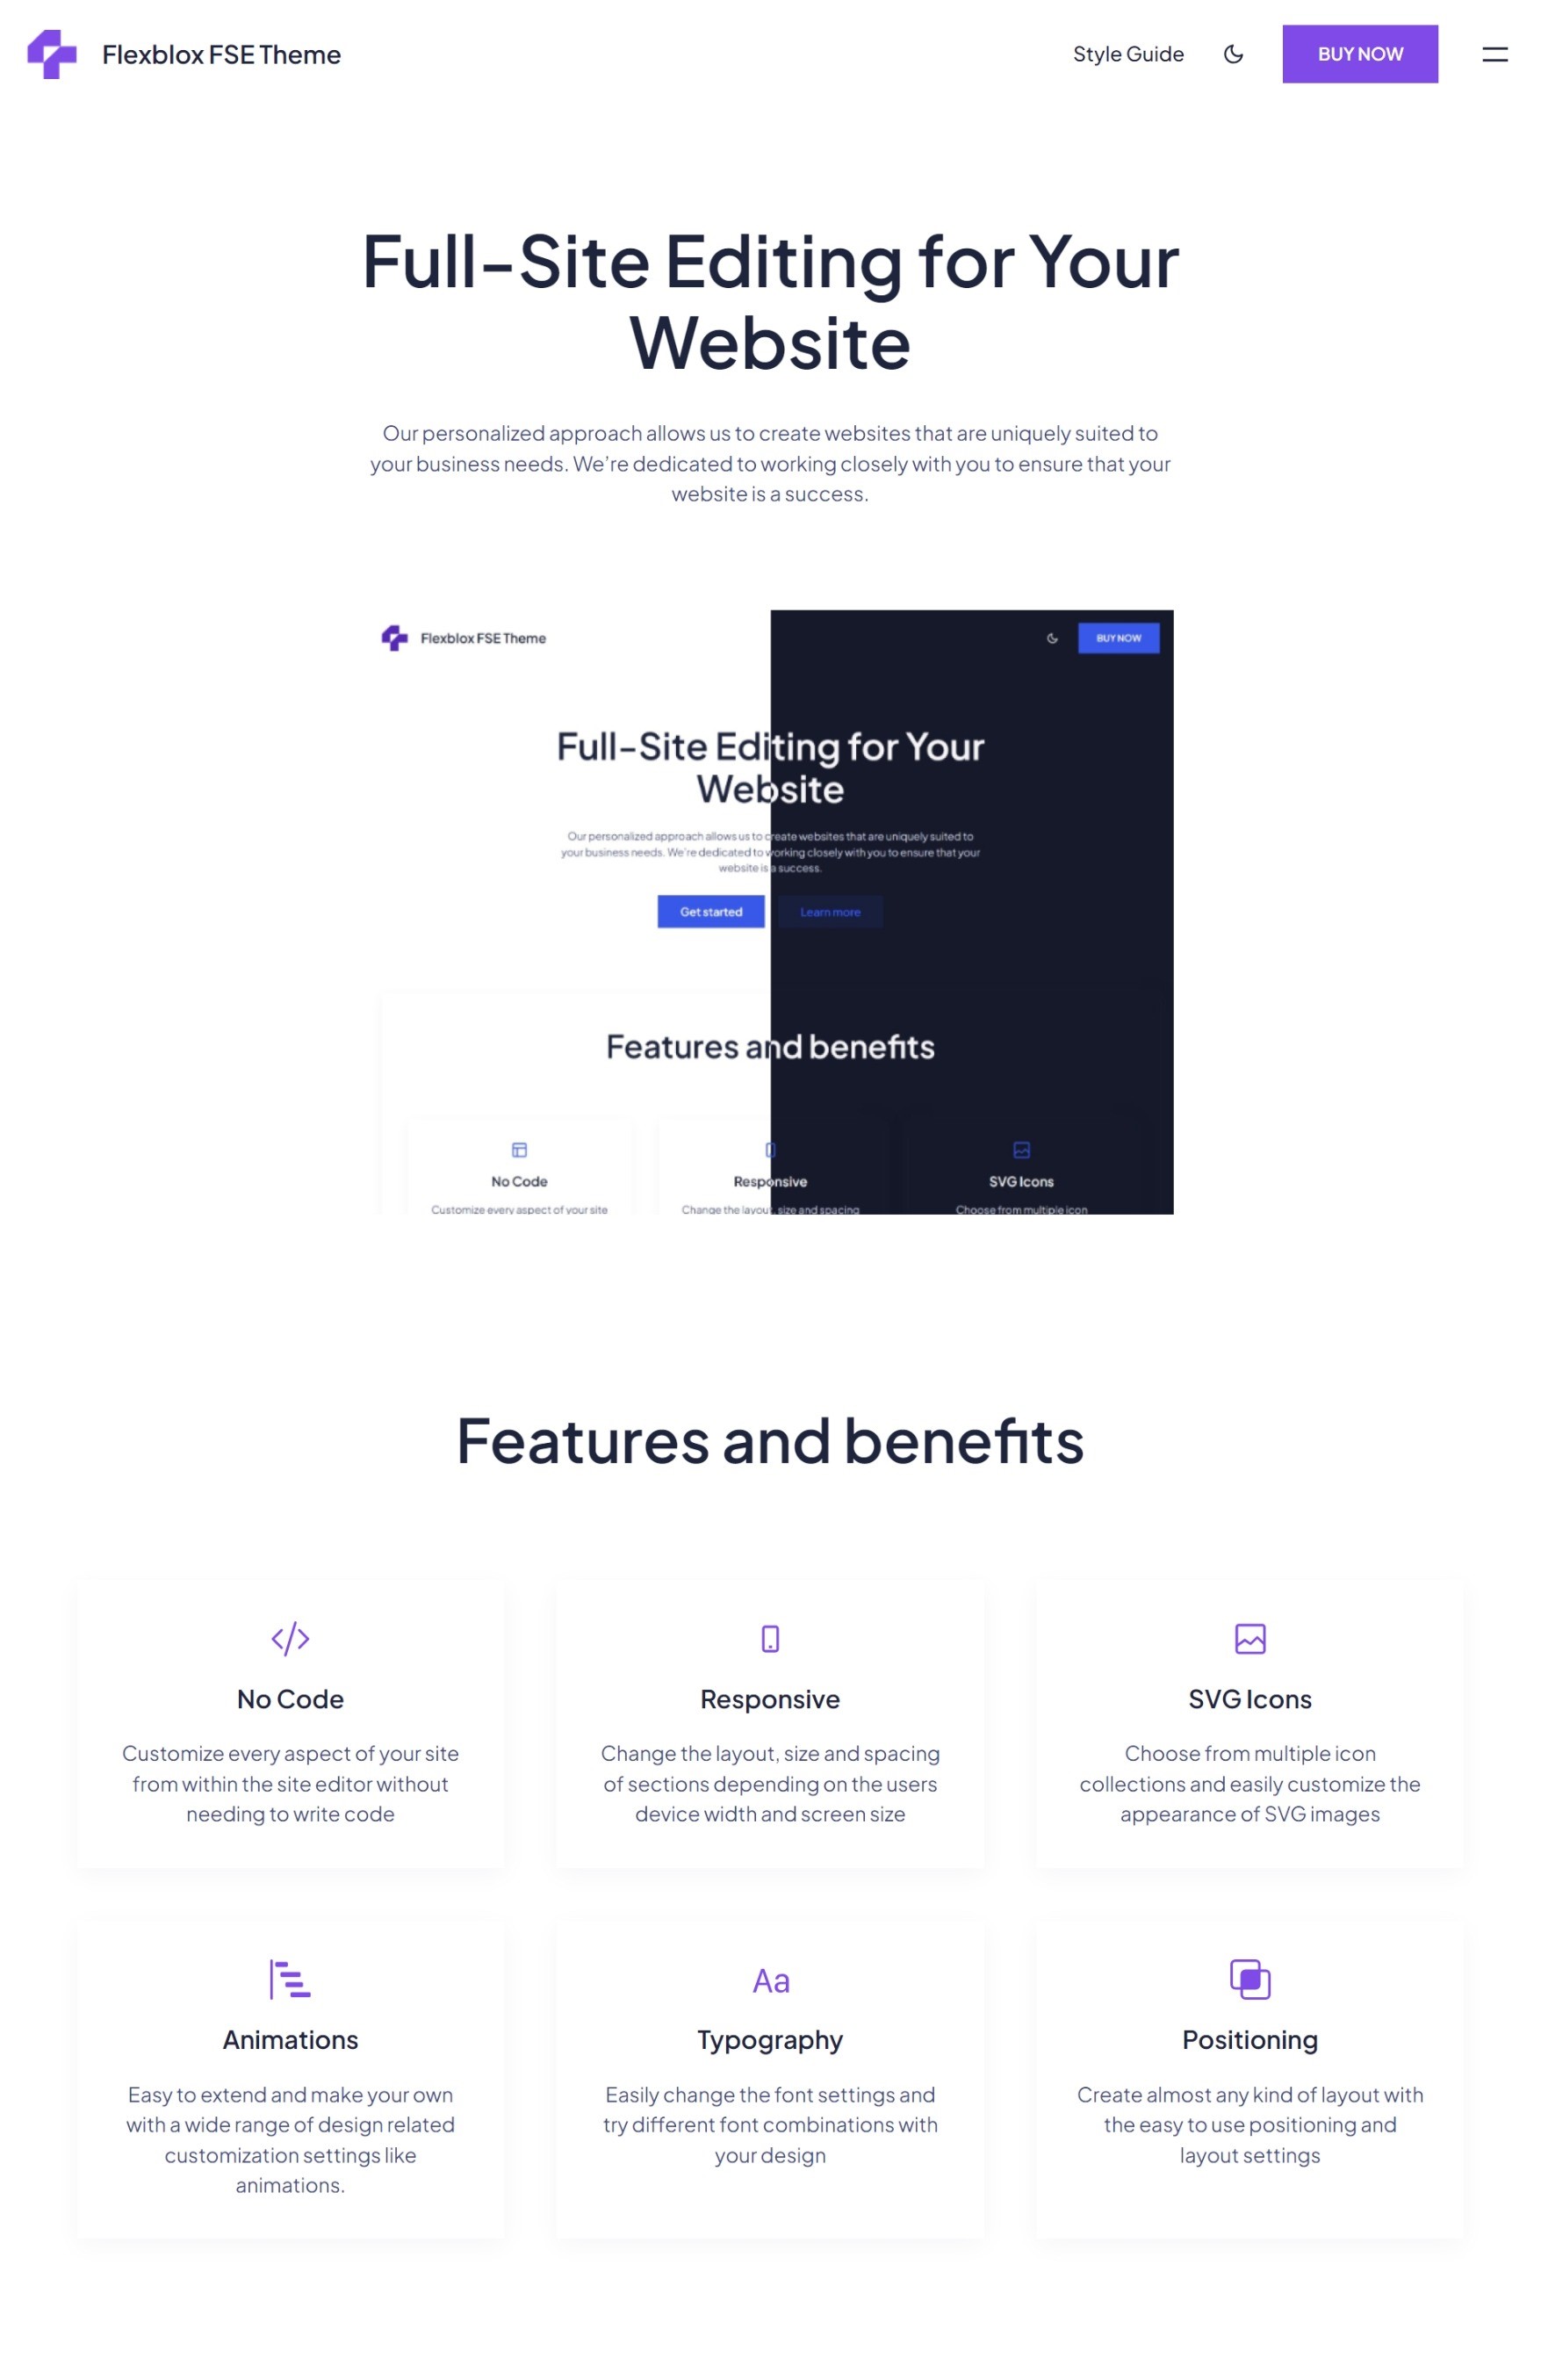 Flexblox FSE Theme
Style Guide
BUY NOW
Full-Site Editing for Your
Website
Our personalized approach allows us to create websites that are uniquely suited to
your business needs. We’re dedicated to working closely with you to ensure that your
website is a success.
Flexblox FSE Theme
BUY NOW
Full-Site Editing for Your
Website
Our personalized approach allows us to create websites that are uniquely suited to
your business needs. We’re dedicated to working closely with you to ensure that your
website is a success.
Get started
Learn more
Features and benefits
No Code
Customize every aspect of your site
Responsive
Change the layout, size and spacing
SVG Icons
Choose from multiple icon
Features and benefits
No Code
Customize every aspect of your site
from within the site editor without
needing to write code
Responsive
Change the layout, size and spacing
of sections depending on the users
device width and screen size
SVG Icons
Choose from multiple icon
collections and easily customize the
appearance of SVG images
Animations
Easy to extend and make your own
with a wide range of design related
customization settings like
animations.
Aa
Typography
Easily change the font settings and
try different font combinations with
your design
Positioning
Create almost any kind of layout with
the easy to use positioning and
layout settings